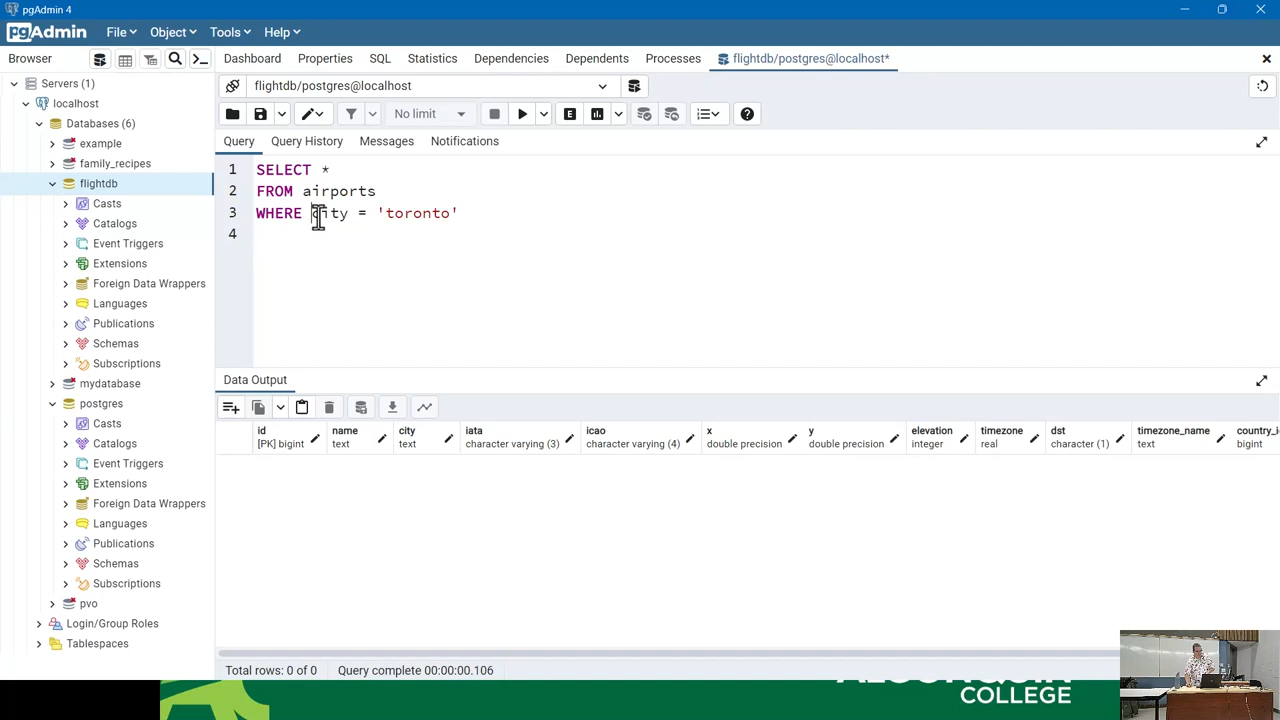 pgAdmin 4
pgAdmin File Object Tools Help
Browser Dashboard Properties SQL Statistics Dependencies Dependents Processes flightdb/postgres@localhost*
Servers (1)
localhost
Databases (6)
example
family_recipes
flightdb
Casts
Catalogs
Event Triggers
Extensions
Foreign Data Wrappers
Languages
Publications
Schemas
Subscriptions
mydatabase
postgres
Casts
Catalogs
Event Triggers
Extensions
Foreign Data Wrappers
Languages
Publications
Schemas
Subscriptions
pvo
Login/Group Roles
Tablespaces
flightdb/postgres@localhost
No limit
Query Query History Messages Notifications
1 SELECT *
2 FROM airports
3 WHERE city = 'toronto'
4
Data Output
id name city iata icao x y elevation timezone dst timezone_name country_i
[PK] bigint text text character varying (3) character varying (4) double precision double precision integer real character (1) text bigint
Total rows: 0 of 0 Query complete 00:00:00.106
COLLEGE